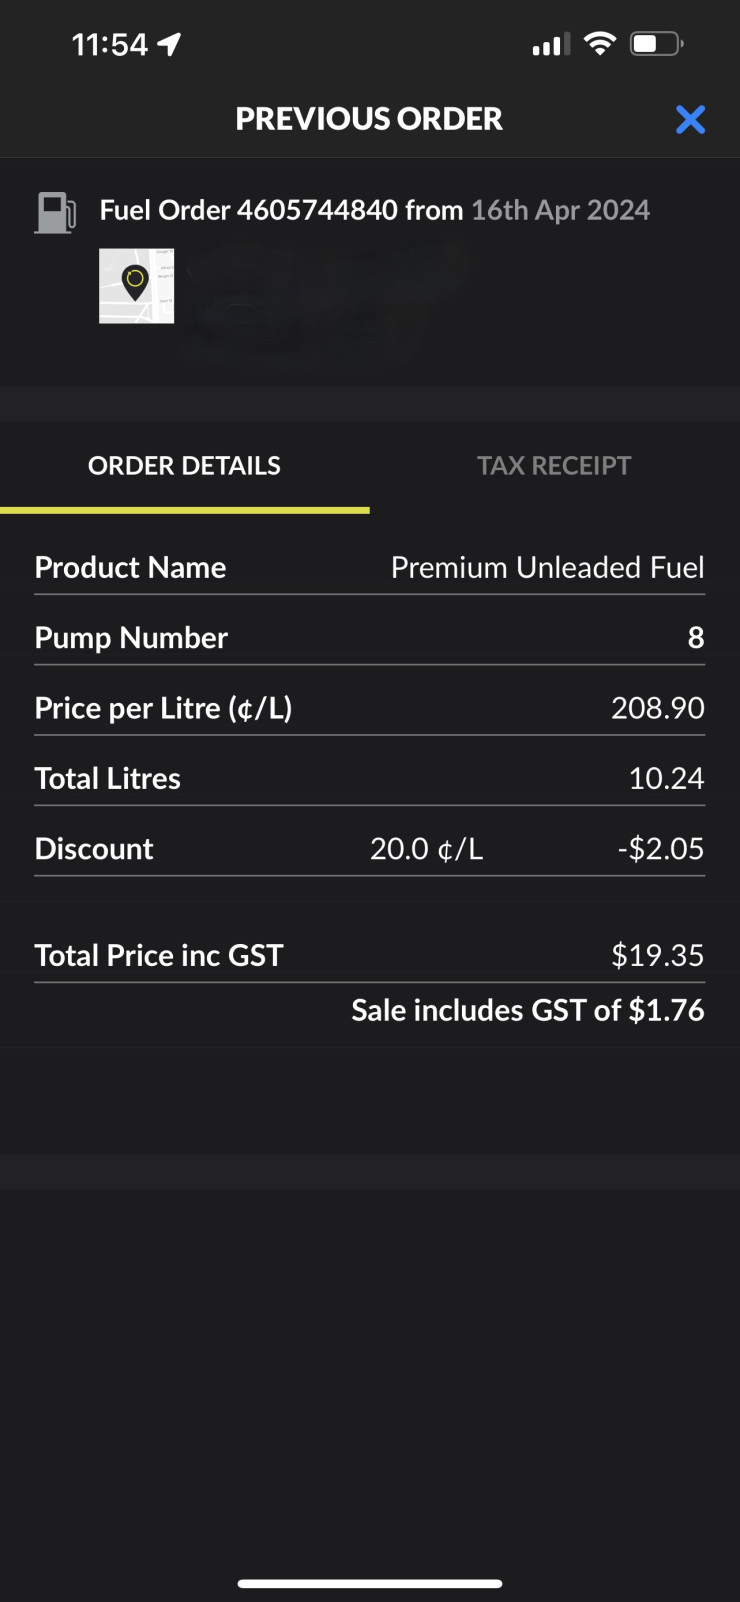 11:54
PREVIOUS ORDER
Fuel Order 4605744840 from 16th Apr 2024
ORDER DETAILS TAX RECEIPT
Product Name Premium Unleaded Fuel
Pump Number 8
Price per Litre (¢/L) 208.90
Total Litres 10.24
Discount 20.0 ¢/L -$2.05
Total Price inc GST $19.35
Sale includes GST of $1.76